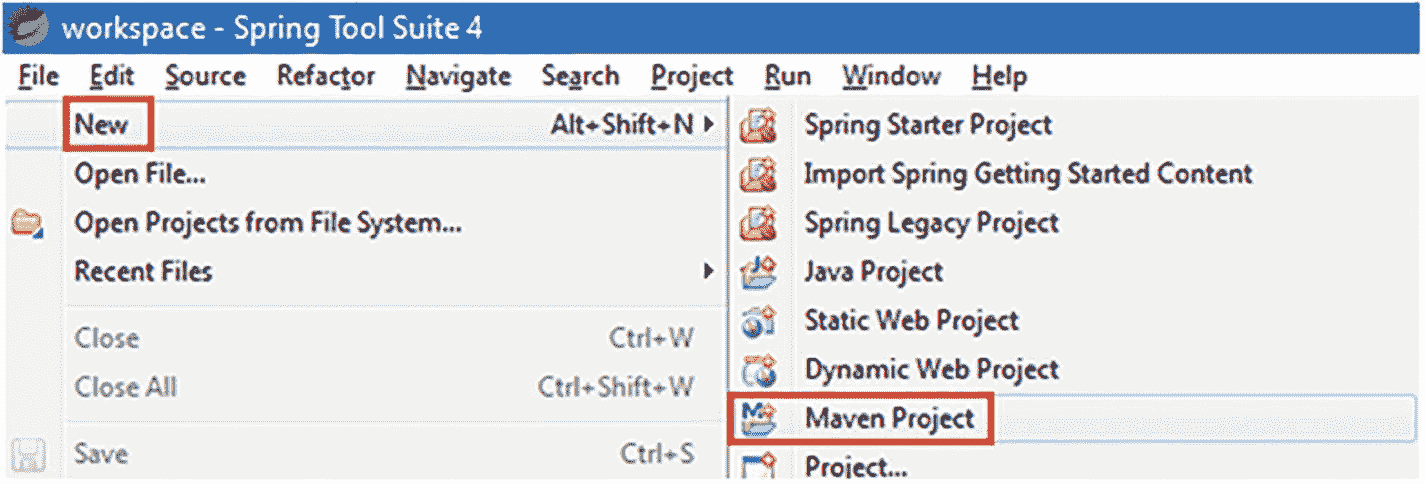 workspace - Spring Tool Suite 4
File Edit Source Refactor Navigate Search Project Run Window Help
New Alt+Shift+N
Open File...
Open Projects from File System...
Recent Files
Close Ctrl+W
Close All Ctrl+Shift+W
Save Ctrl+S
Spring Starter Project
Import Spring Getting Started Content
Spring Legacy Project
Java Project
Static Web Project
Dynamic Web Project
Maven Project
Project...